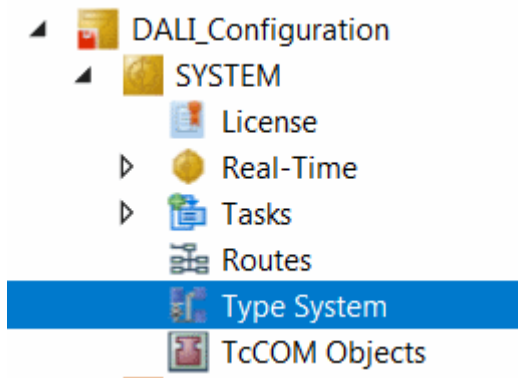 DALI_Configuration
SYSTEM
License
Real-Time
Tasks
Routes
Type System
TcCOM Objects